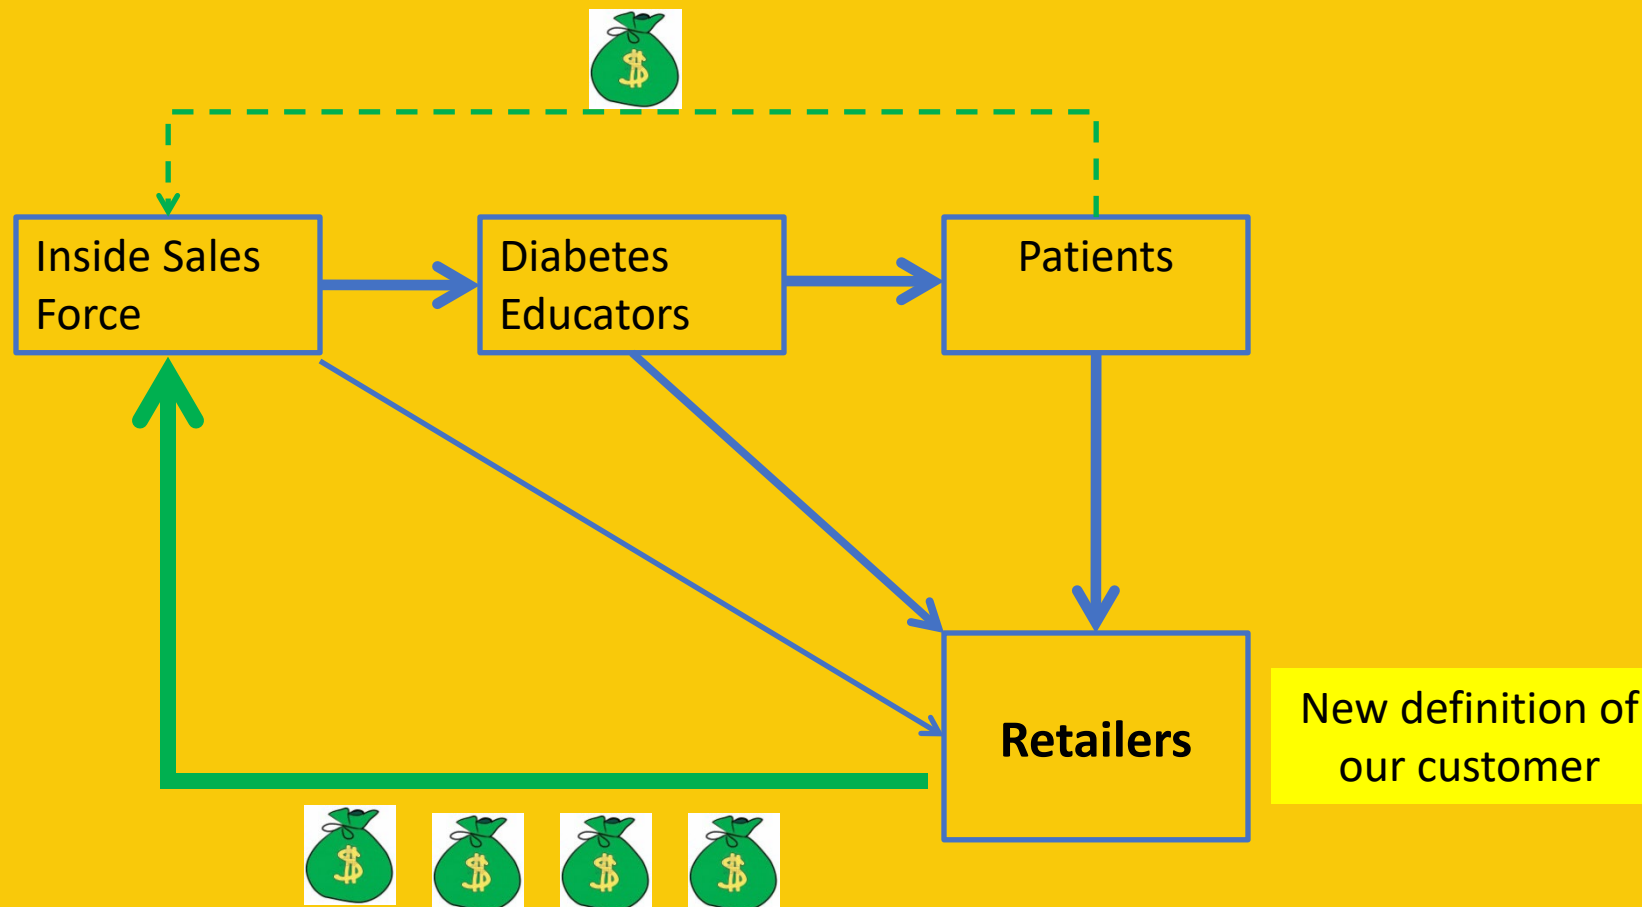 $
Inside Sales
Force
Diabetes
Educators
Patients
Retailers
New definition of
our customer
$
$
$
$